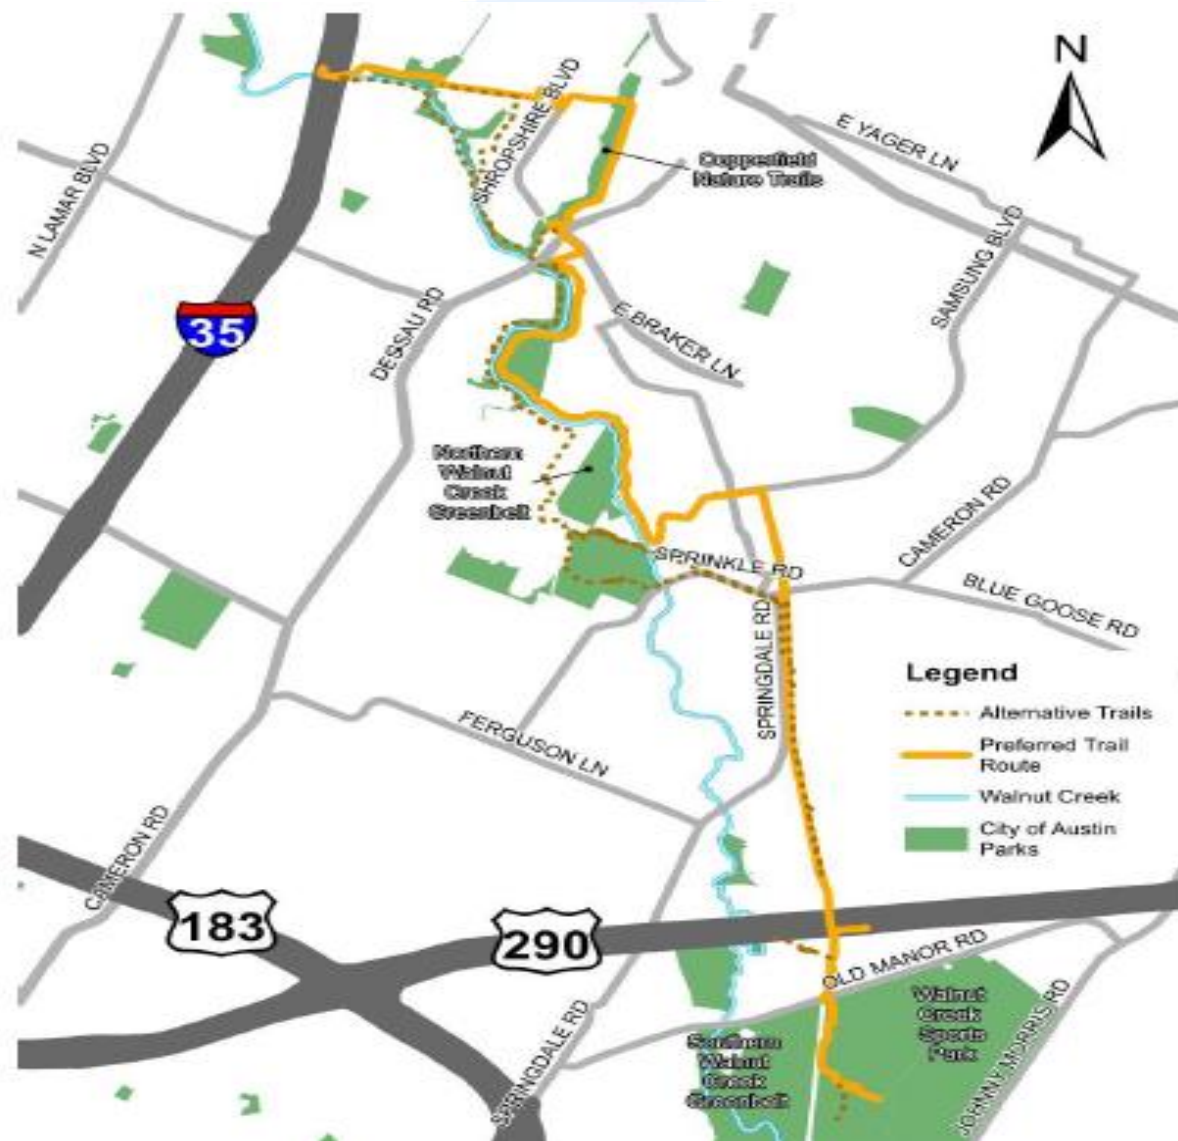 N
E YAGER LN
SHROPSHIRE BLVD
N LAMAR BLVD
Copperfield
Nature Trails
SAMSUNG BLVD
35
DESSAU RD
E BRAKER LN
Northern
Walnut
Creek
Greenbelt
CAMERON RD
SPRINKLE RD
BLUE GOOSE RD
SPRINGDALE RD
FERGUSON LN
Legend
Alternative Trails
Preferred Trail
Route
Walnut Creek
City of Austin
Parks
CAMERON RD
183
290
OLD MANOR RD
Walnut
Creek
Sports
Park
JOHNNY MORRIS RD
SPRINGDALE RD
Southern
Walnut
Creek
Greenbelt